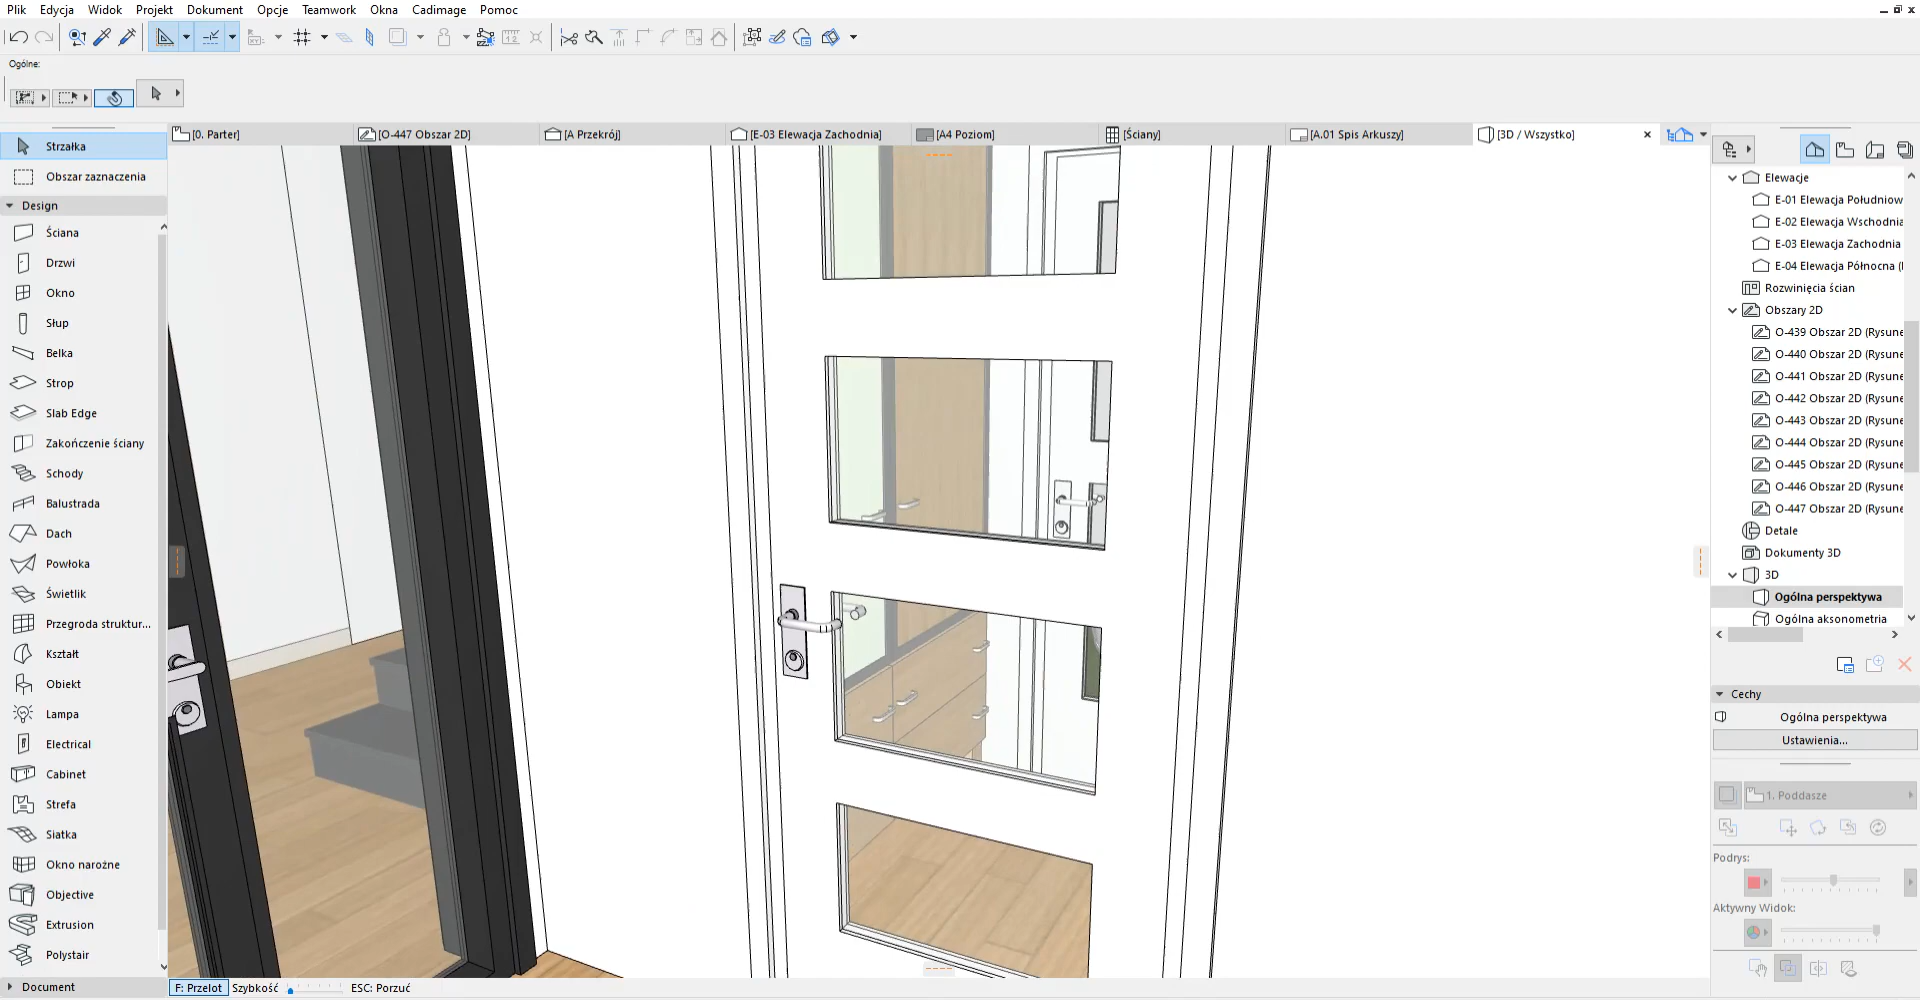 Plik Edycja Widok Projekt Dokument Opcje Teamwork Okna Cadimage Pomoc
Ogólne:
[0. Parter] [O-447 Obszar 2D] [A Przekrój] [E-03 Elewacja Zachodnia] [A4 Poziom] [Ściany] [A.01 Spis Arkuszy] [3D / Wszystko]
Strzałka
Obszar zaznaczenia
Design
Ściana
Drzwi
Okno
Słup
Belka
Strop
Slab Edge
Zakończenie ściany
Schody
Balustrada
Dach
Powłoka
Świetlik
Przegroda struktur...
Kształt
Obiekt
Lampa
Electrical
Cabinet
Strefa
Siatka
Okno narożne
Objective
Extrusion
Polystair
Document
F: Przelot Szybkość ESC: Porzuć
Elewacje
E-01 Elewacja Południow
E-02 Elewacja Wschodnia
E-03 Elewacja Zachodnia
E-04 Elewacja Północna (
Rozwinięcia ścian
Obszary 2D
O-439 Obszar 2D (Rysune
O-440 Obszar 2D (Rysune
O-441 Obszar 2D (Rysune
O-442 Obszar 2D (Rysune
O-443 Obszar 2D (Rysune
O-444 Obszar 2D (Rysune
O-445 Obszar 2D (Rysune
O-446 Obszar 2D (Rysune
O-447 Obszar 2D (Rysune
Detale
Dokumenty 3D
3D
Ogólna perspektywa
Ogólna aksonometria
Cechy
Ogólna perspektywa
Ustawienia...
1. Poddasze
Podrys:
Aktywny Widok: